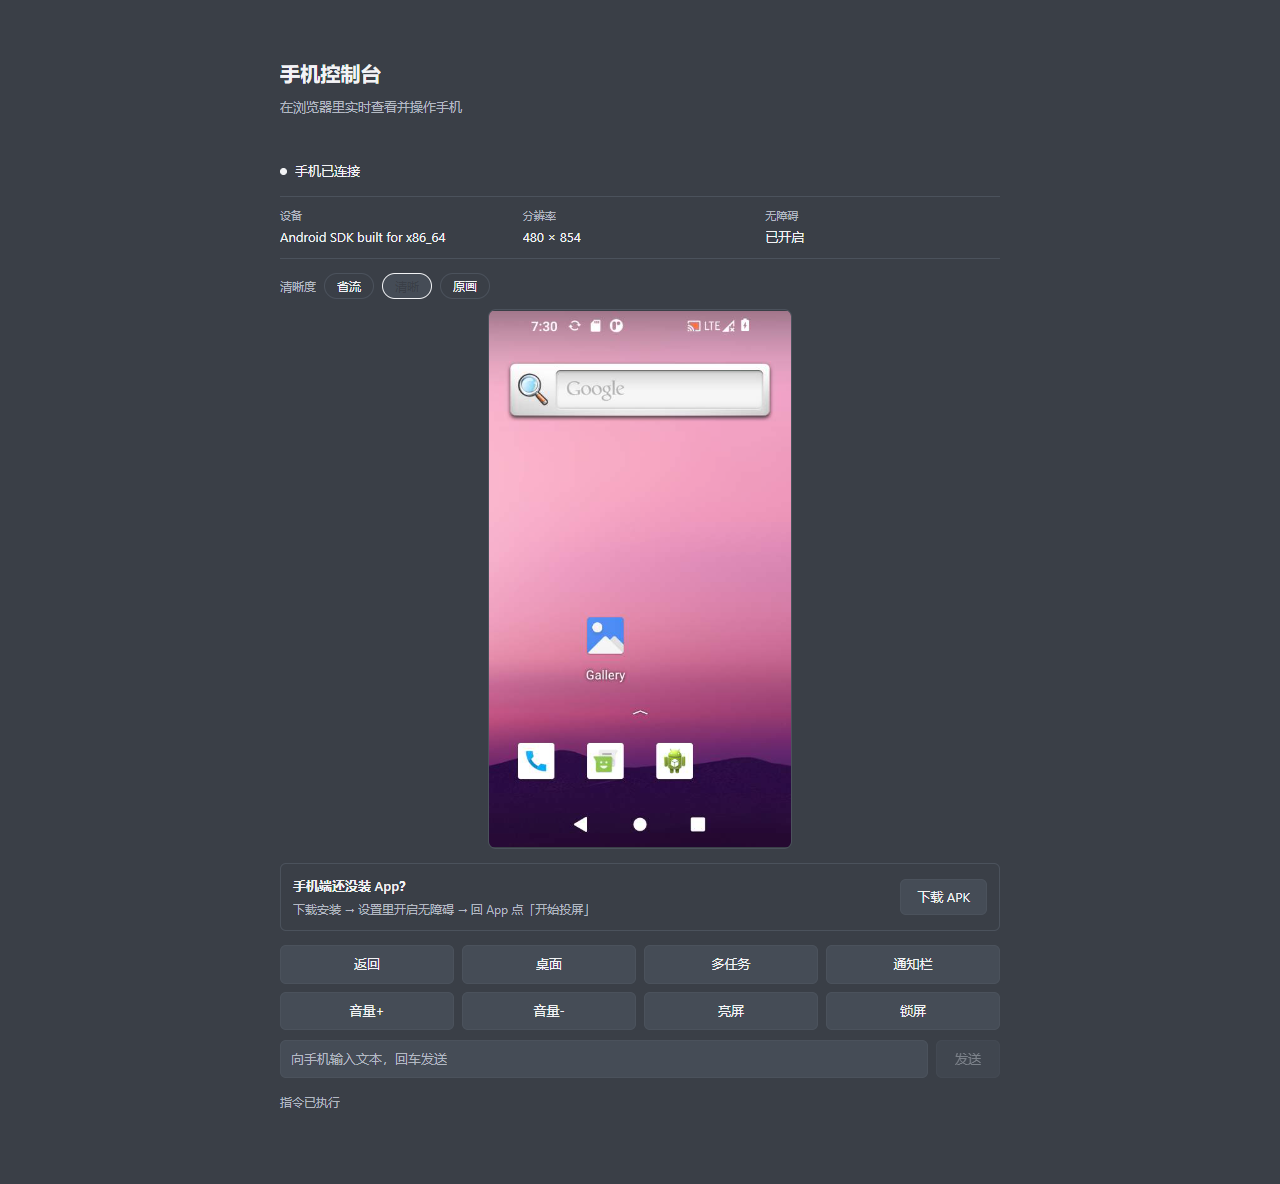 手机控制台
在浏览器里实时查看并操作手机
手机已连接
设备
分辨率
无障碍
Android SDK built for x86_64
480 × 854
已开启
清晰度 省流 清晰 原画
7:30 LTE
Google
Gallery
手机端还没装 App?
下载安装 → 设置里开启无障碍 → 回 App 点「开始投屏」
下载 APK
返回 桌面 多任务 通知栏
音量+ 音量- 亮屏 锁屏
向手机输入文本，回车发送 发送
指令已执行